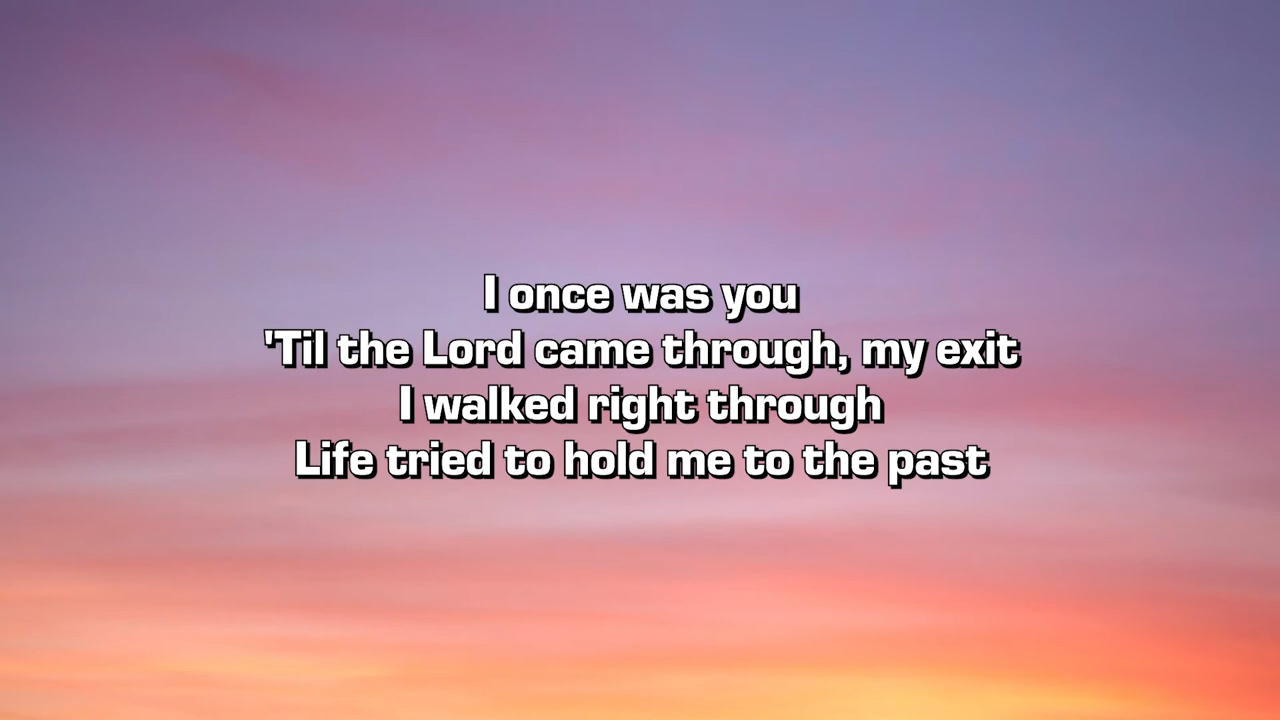 I once was you
'Til the Lord came through, my exit
I walked right through
Life tried to hold me to the past